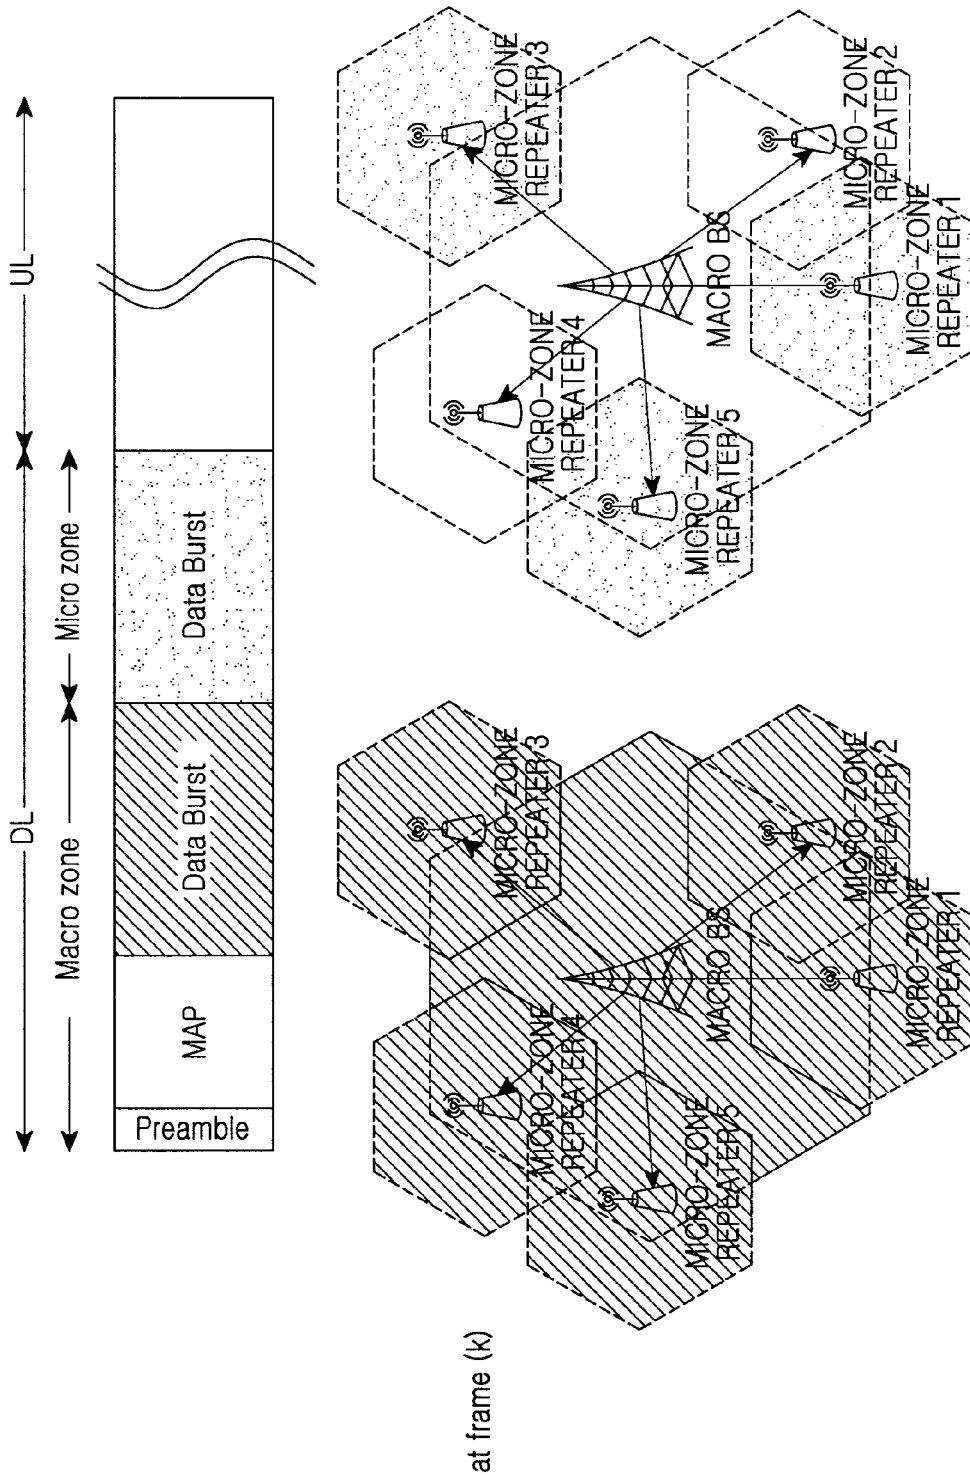 DL
UL
Macro zone
Micro zone
Preamble
MAP
Data Burst
Data Burst
at frame (k)
MICRO-ZONE
REPEATER 4
MICRO-ZONE
REPEATER 3
MICRO-ZONE
REPEATER 5
MACRO BS
MICRO-ZONE
REPEATER 2
MICRO-ZONE
REPEATER 1
MICRO-ZONE
REPEATER 4
MICRO-ZONE
REPEATER 3
MICRO-ZONE
REPEATER 5
MACRO BS
MICRO-ZONE
REPEATER 2
MICRO-ZONE
REPEATER 1